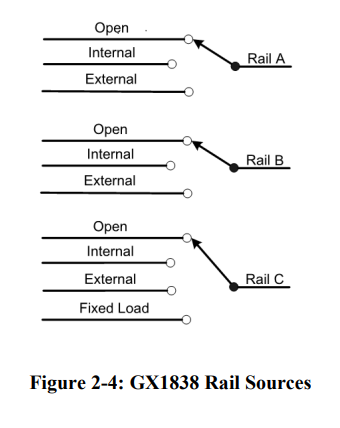 Open
Internal
Rail A
External
Open
Internal
Rail B
External
Open
Internal
External
Rail C
Fixed Load
Figure 2-4: GX1838 Rail Sources